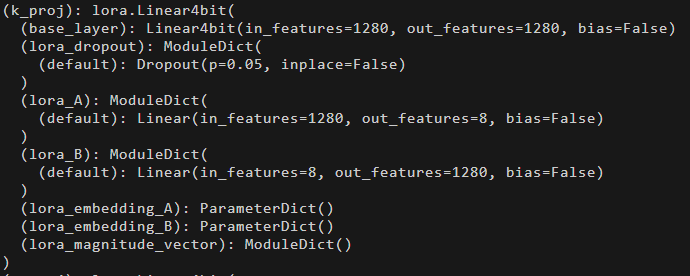 (k_proj): lora.Linear4bit(
  (base_layer): Linear4bit(in_features=1280, out_features=1280, bias=False)
  (lora_dropout): ModuleDict(
    (default): Dropout(p=0.05, inplace=False)
  )
  (lora_A): ModuleDict(
    (default): Linear(in_features=1280, out_features=8, bias=False)
  )
  (lora_B): ModuleDict(
    (default): Linear(in_features=8, out_features=1280, bias=False)
  )
  (lora_embedding_A): ParameterDict()
  (lora_embedding_B): ParameterDict()
  (lora_magnitude_vector): ModuleDict()
)